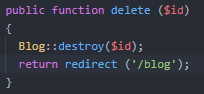 public function delete ($id)
{
  Blog::destroy($id);
  return redirect ('/blog');
}